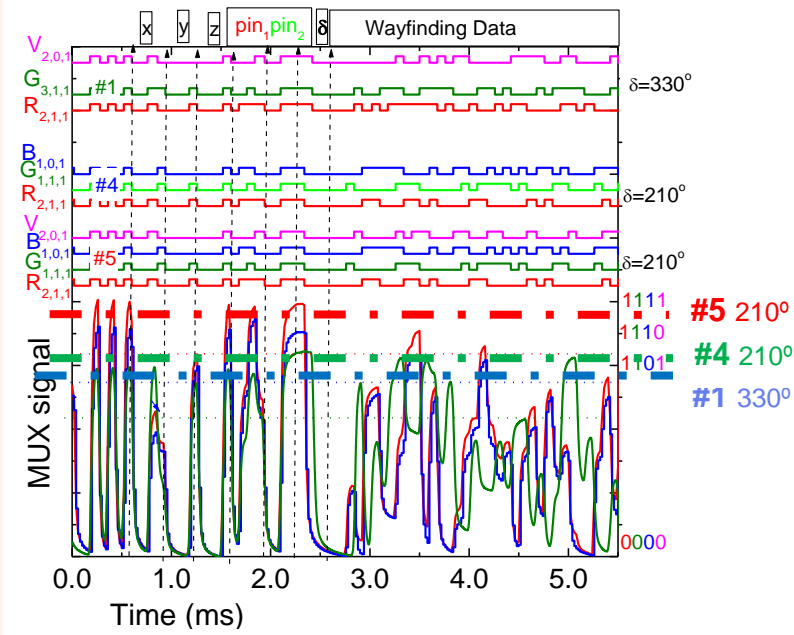 x y z pin₁pin₂ δ Wayfinding Data
V₂,₀,₁
G₃,₁,₁ #1 δ=330°
R₂,₁,₁
B₁,₀,₁
G₁,₁,₁ #4
R₂,₁,₁ δ=210°
V₂,₀,₁
B₁,₀,₁
G₁,₁,₁ #5 δ=210°
R₂,₁,₁
1111
#5 210º
1110
#4 210º
1101
#1 330º
MUX signal
0000
0.0 1.0 2.0 3.0 4.0 5.0
Time (ms)